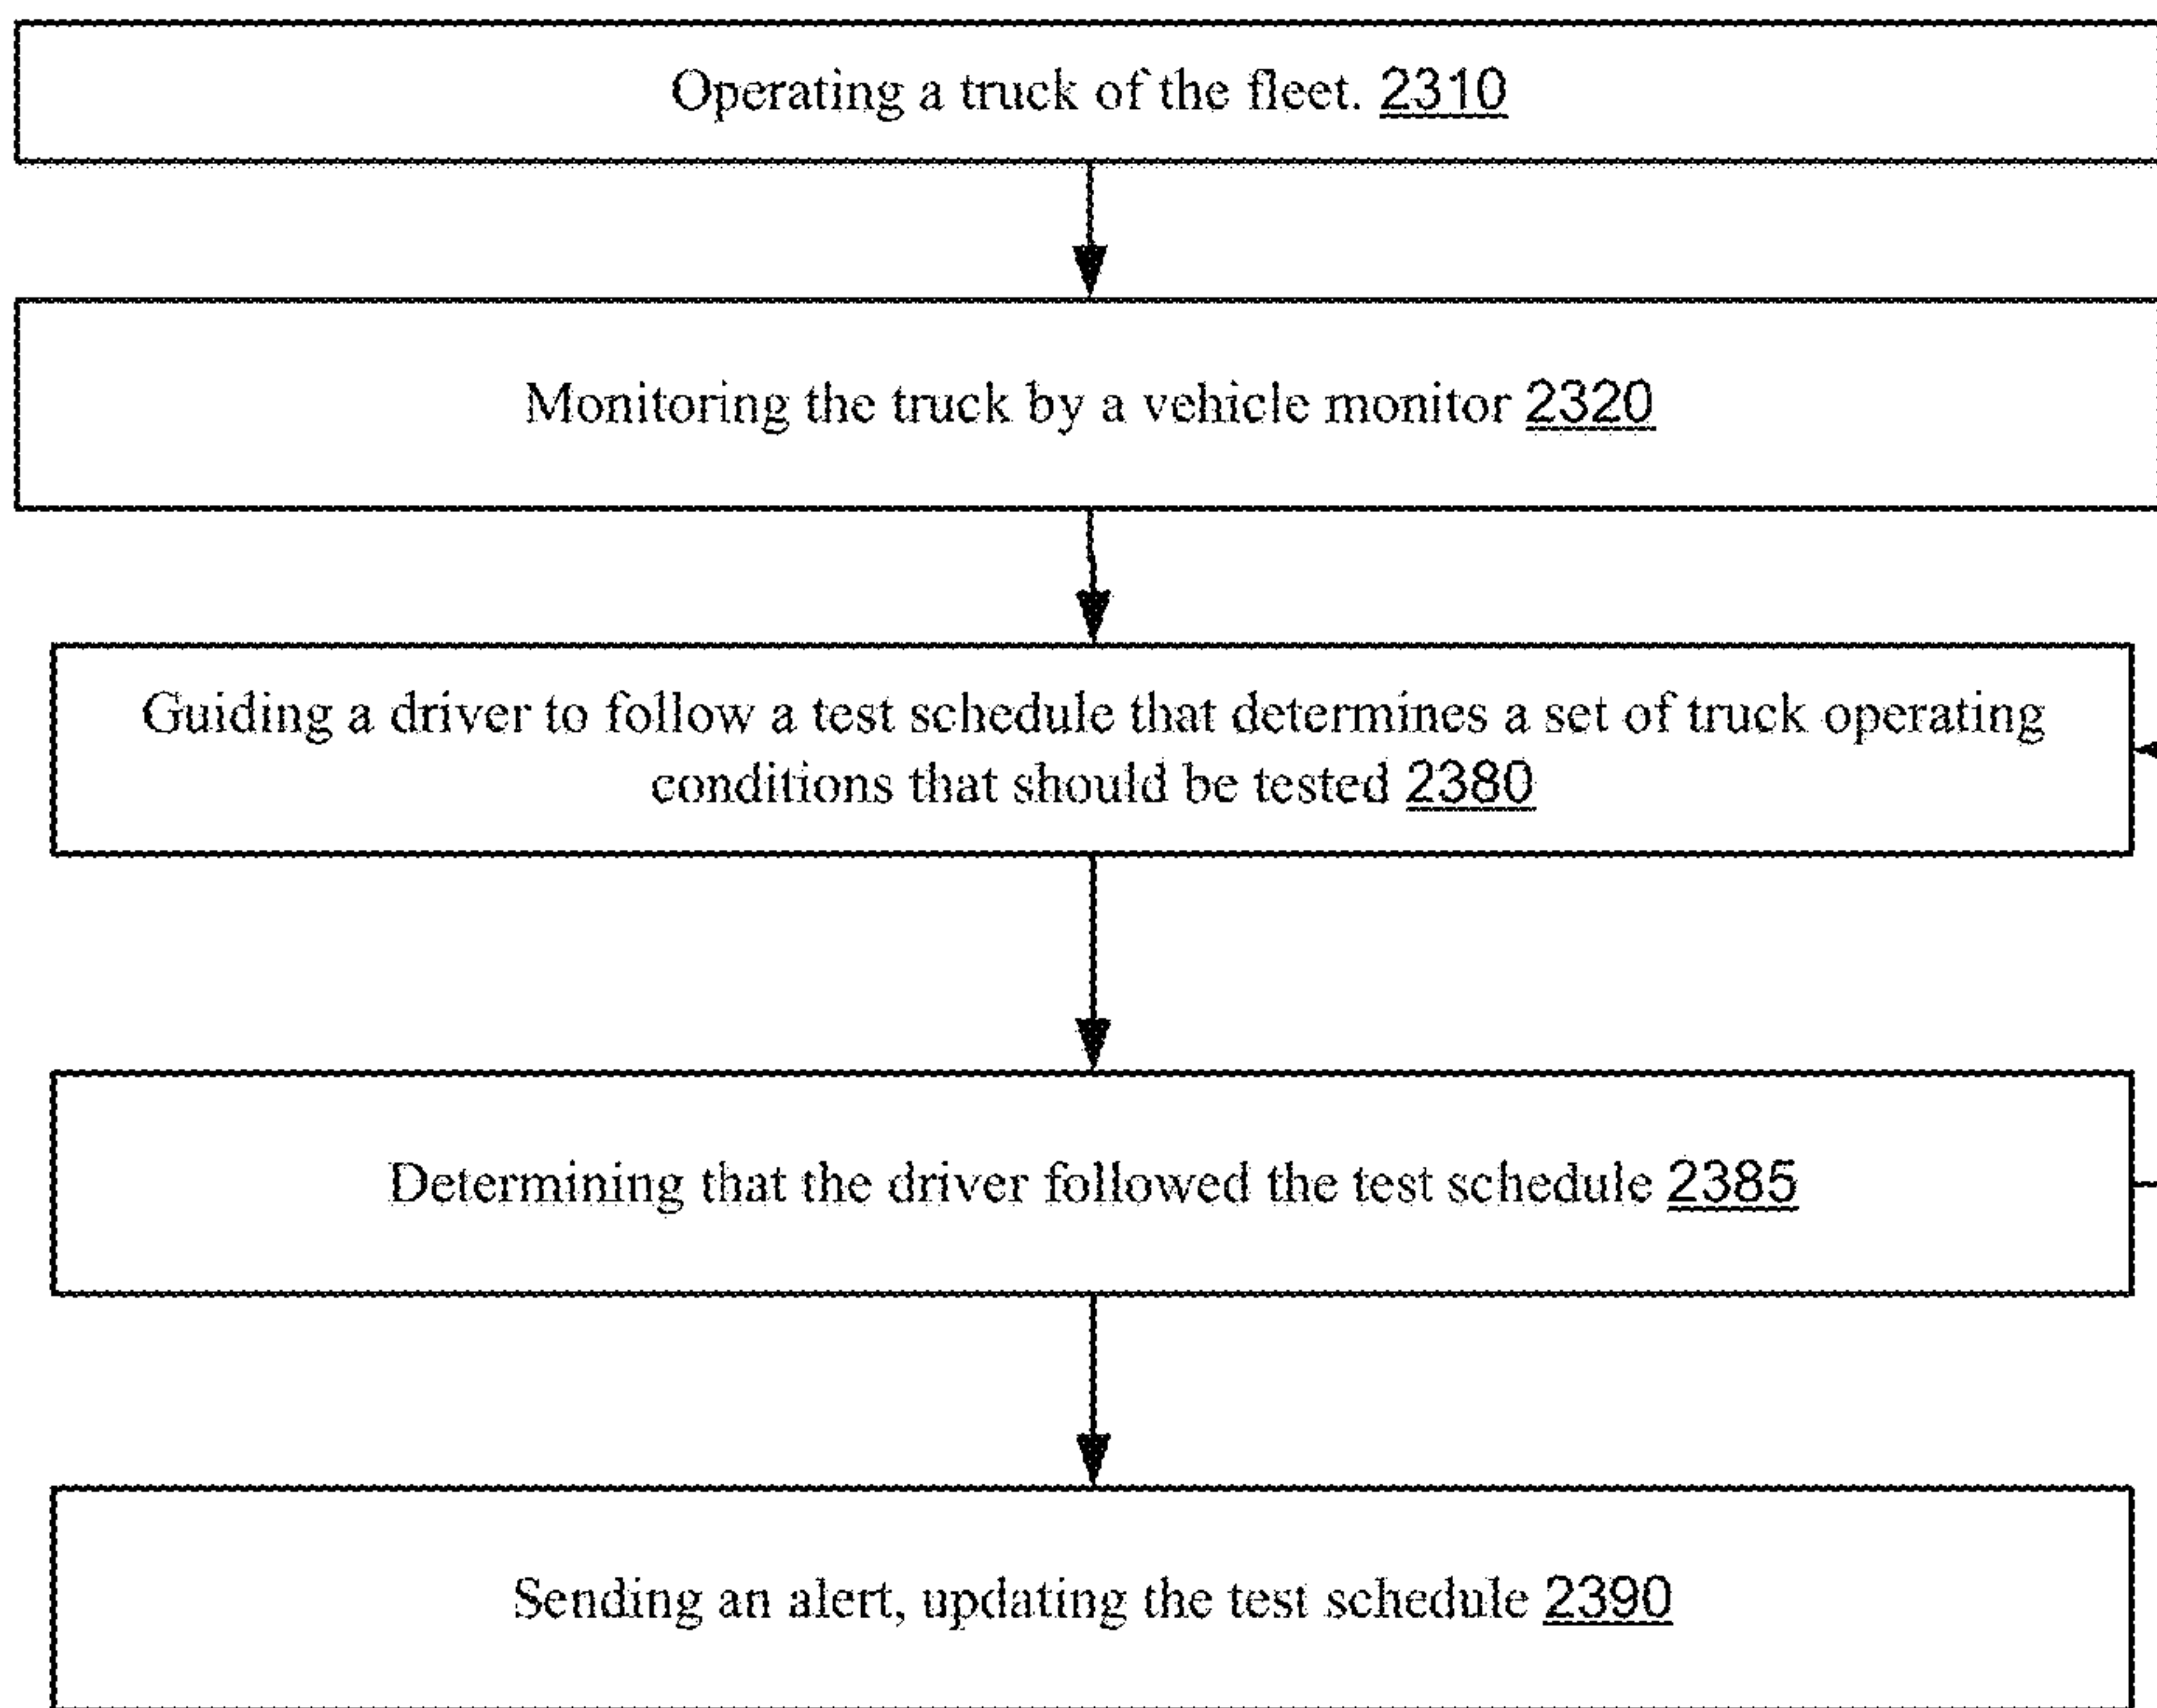 Operating a truck of the fleet. 2310
Monitoring the truck by a vehicle monitor 2320
Guiding a driver to follow a test schedule that determines a set of truck operating
conditions that should be tested 2380
Determining that the driver followed the test schedule 2385
Sending an alert, updating the test schedule 2390